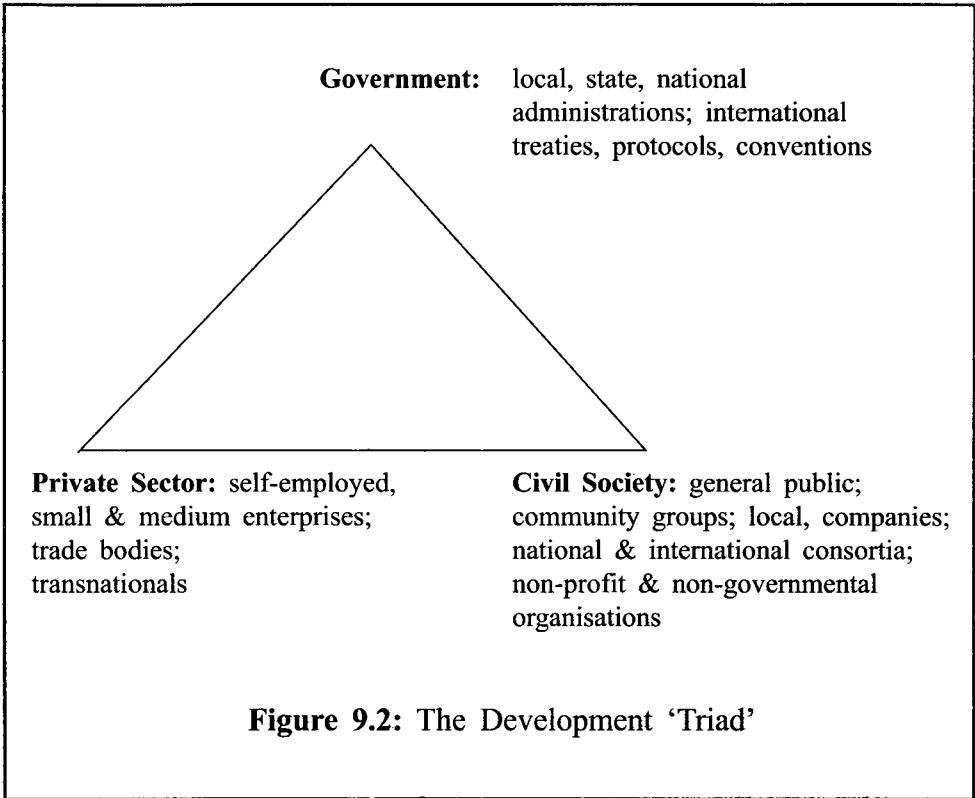 Government: local, state, national
administrations; international
treaties, protocols, conventions
Private Sector: self-employed,
small & medium enterprises;
trade bodies;
transnationals
Civil Society: general public;
community groups; local, companies;
national & international consortia;
non-profit & non-governmental
organisations
Figure 9.2: The Development ‘Triad’